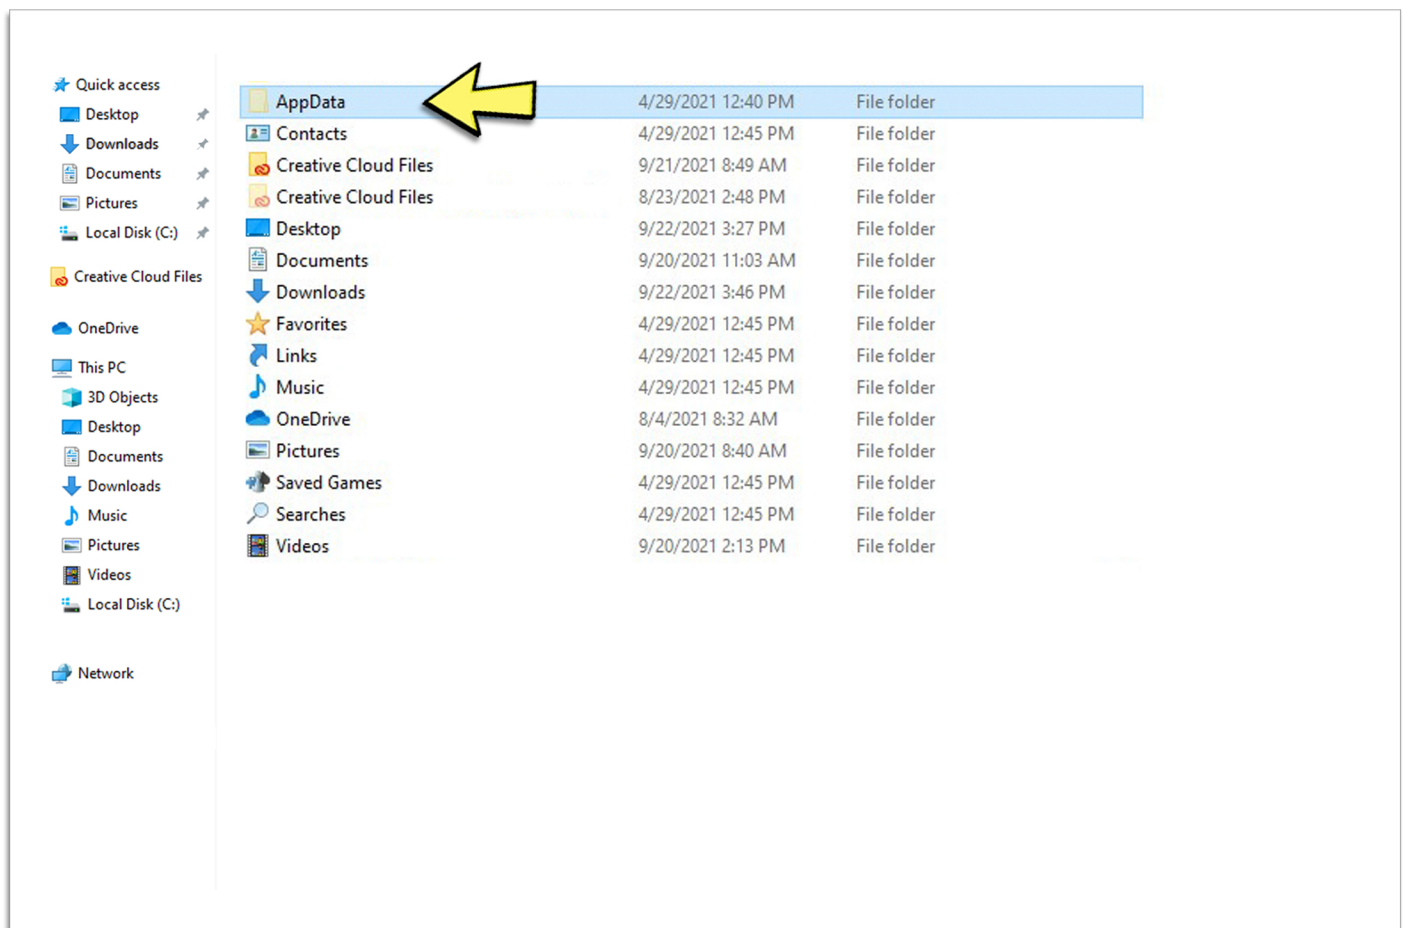 Quick access
Desktop
Downloads
Documents
Pictures
Local Disk (C:)
Creative Cloud Files
OneDrive
This PC
3D Objects
Desktop
Documents
Downloads
Music
Pictures
Videos
Local Disk (C:)
Network
AppData 4/29/2021 12:40 PM File folder
Contacts 4/29/2021 12:45 PM File folder
Creative Cloud Files 9/21/2021 8:49 AM File folder
Creative Cloud Files 8/23/2021 2:48 PM File folder
Desktop 9/22/2021 3:27 PM File folder
Documents 9/20/2021 11:03 AM File folder
Downloads 9/22/2021 3:46 PM File folder
Favorites 4/29/2021 12:45 PM File folder
Links 4/29/2021 12:45 PM File folder
Music 4/29/2021 12:45 PM File folder
OneDrive 8/4/2021 8:32 AM File folder
Pictures 9/20/2021 8:40 AM File folder
Saved Games 4/29/2021 12:45 PM File folder
Searches 4/29/2021 12:45 PM File folder
Videos 9/20/2021 2:13 PM File folder